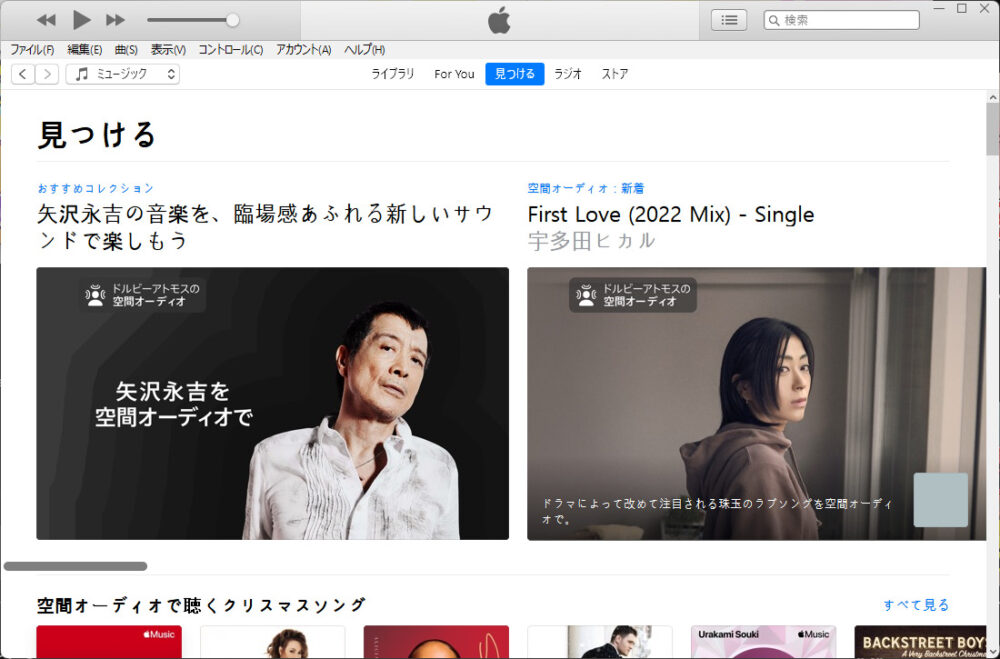 検索
ファイル(F) 編集(E) 曲(S) 表示(V) コントロール(C) アカウント(A) ヘルプ(H)
ミュージック
ライブラリ For You 見つける ラジオ ストア
見つける
おすすめコレクション
矢沢永吉の音楽を、臨場感あふれる新しいサウ
ンドで楽しもう
ドルビーアトモスの
空間オーディオ
矢沢永吉を
空間オーディオで
空間オーディオ：新着
First Love (2022 Mix) - Single
宇多田ヒカル
ドルビーアトモスの
空間オーディオ
ドラマによって改めて注目される珠玉のラブソングを空間オーディ
オで。
空間オーディオで聴くクリスマスソング
すべて見る
Music
Urakami Souki
Music
BACKSTREET BOYS
A Very Backstreet Christmas